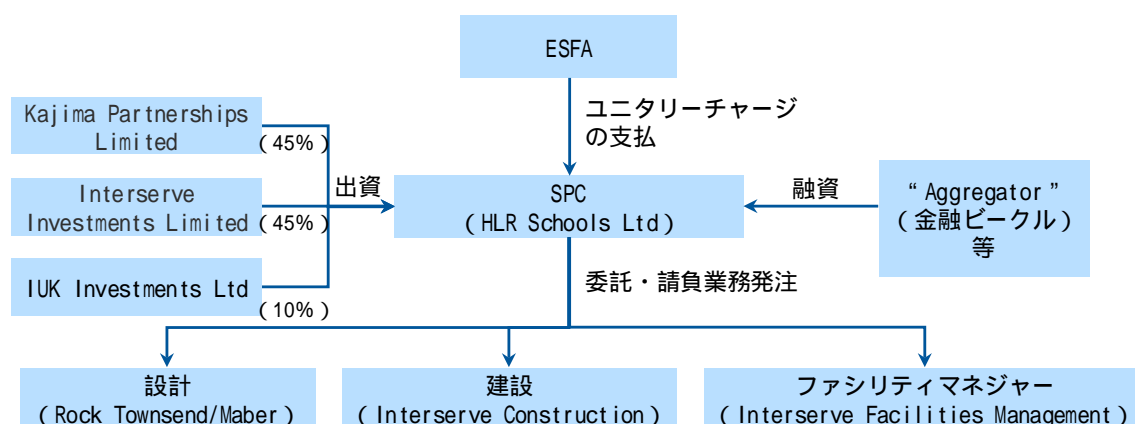 ESFA
ユニタリーチャージ
の支払
Kajima Partnerships
Limited
(45%)
Interserve
Investments Limited
(45%)
IUK Investments Ltd
(10%)
出資
SPC
(HLR Schools Ltd)
融資
“Aggregator”
(金融ビークル)
等
委託・請負業務発注
設計
(Rock Townsend/Maber)
建設
(Interserve Construction)
ファシリティマネジャー
(Interserve Facilities Management)